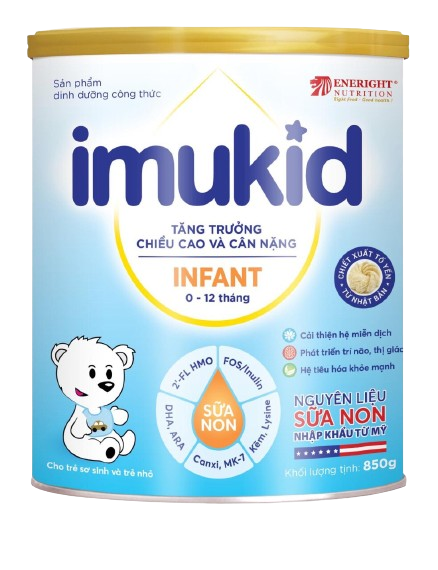 Sản phẩm
dinh dưỡng công thức
ENERIGHT®
NUTRITION
imukid
TĂNG TRƯỞNG
CHIỀU CAO VÀ CÂN NẶNG
INFANT
0 - 12 tháng
CHIẾT XUẤT TỔ YẾN
TỪ NHẬT BẢN
Cải thiện hệ miễn dịch
Phát triển trí não, thị giác
Hệ tiêu hóa khỏe mạnh
2'-FL HMO
FOS/Inulin
DHA, ARA
SỮA
NON
Kẽm, Lysine
Canxi, MK-7
NGUYÊN LIỆU
SỮA NON
NHẬP KHẨU TỪ MỸ
Cho trẻ sơ sinh và trẻ nhỏ
Khối lượng tịnh: 850g